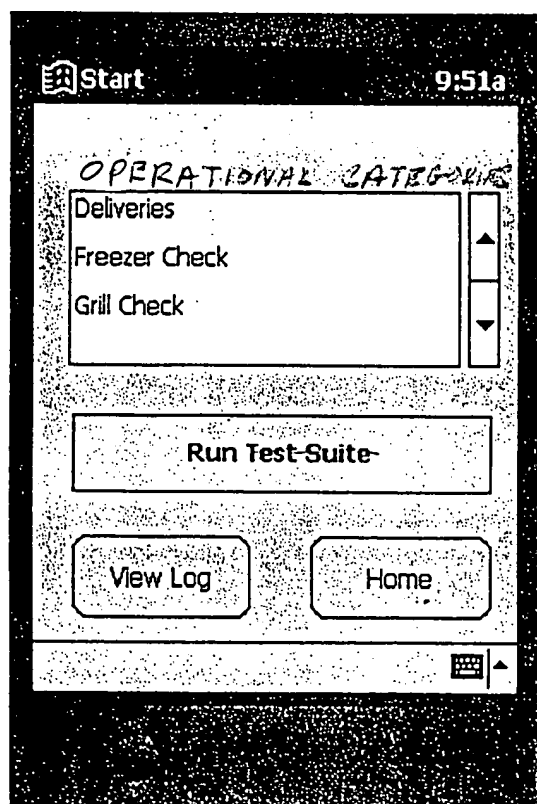 Start 9:51a
OPERATIONAL CATEGORIES
Deliveries
Freezer Check
Grill Check
Run Test Suite
View Log Home